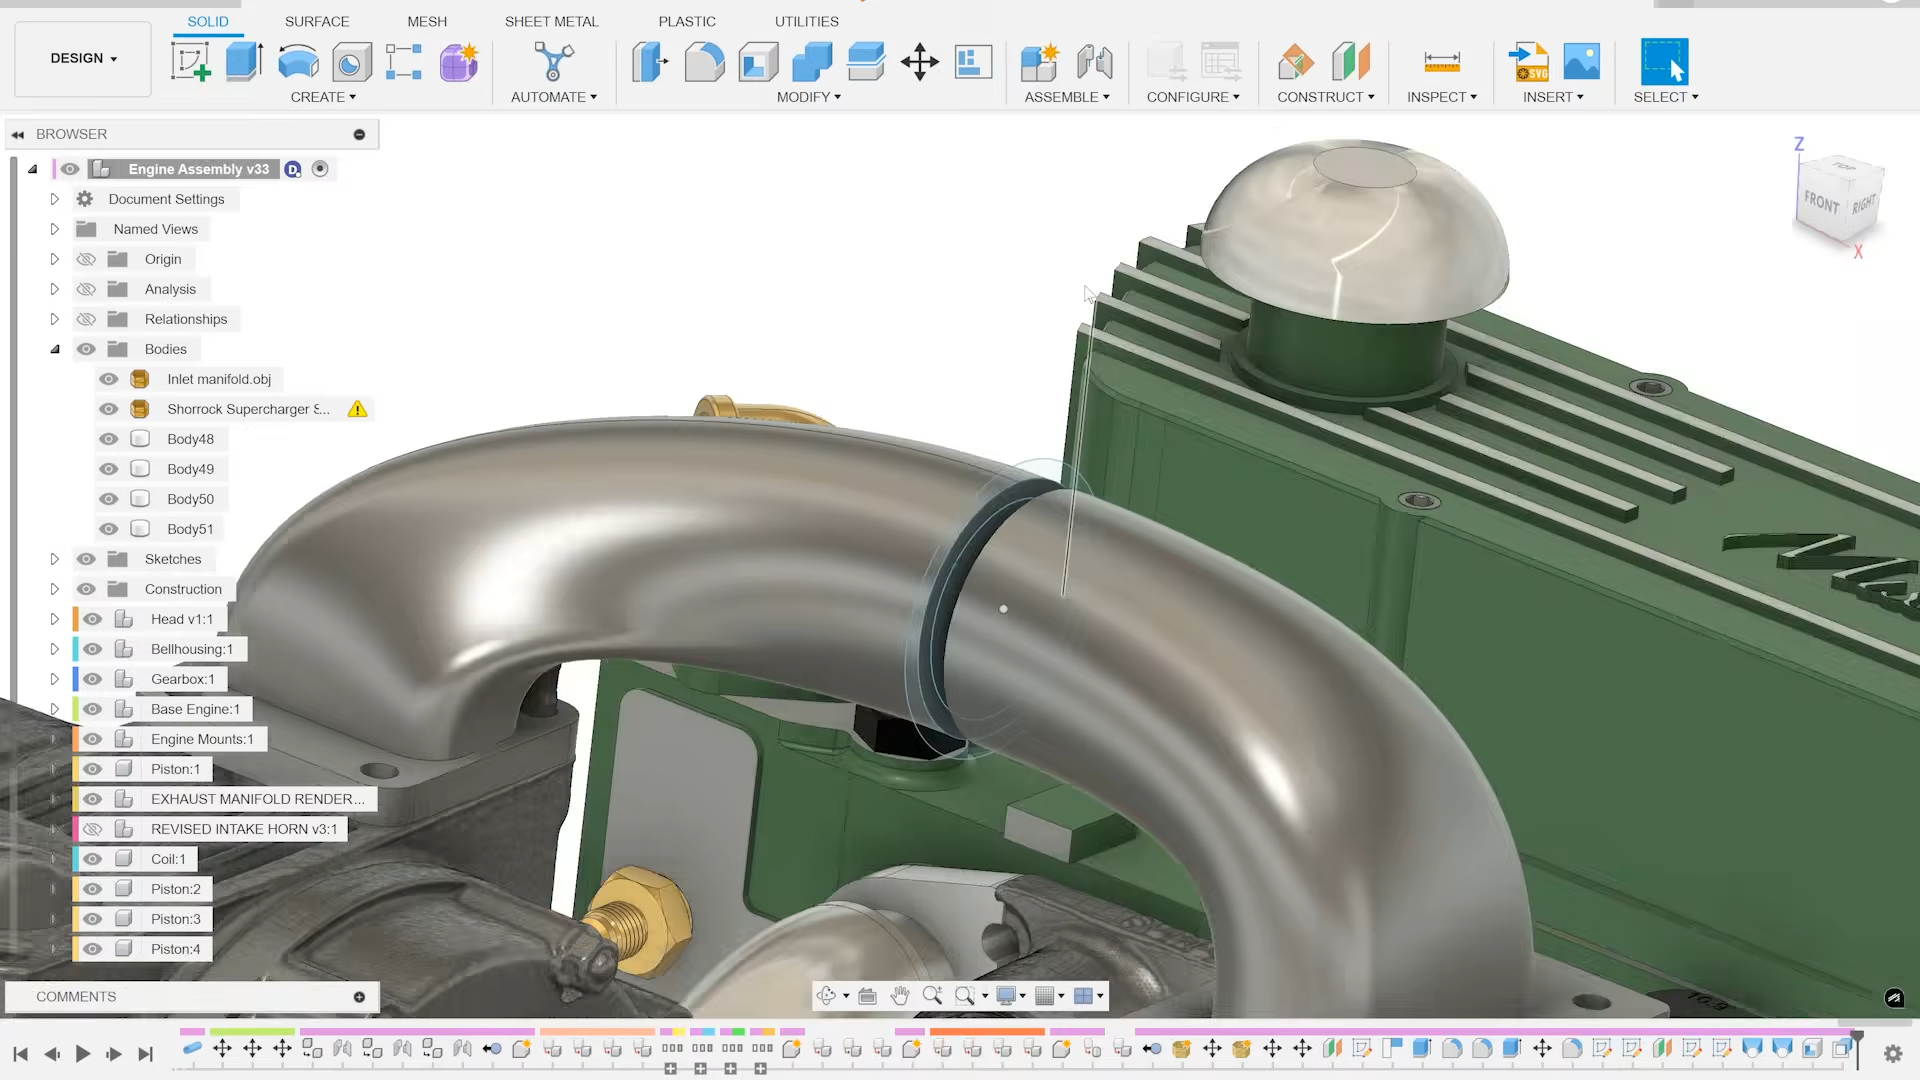 SOLID SURFACE MESH SHEET METAL PLASTIC UTILITIES
DESIGN
CREATE AUTOMATE MODIFY ASSEMBLE CONFIGURE CONSTRUCT INSPECT INSERT SELECT
SVG
BROWSER
Engine Assembly v33
D
Document Settings
Named Views
Origin
Analysis
Relationships
Bodies
Inlet manifold.obj
Shorrock Supercharger S...
Body48
Body49
Body50
Body51
Sketches
Construction
Head v1:1
Bellhousing:1
Gearbox:1
Base Engine:1
Engine Mounts:1
Piston:1
EXHAUST MANIFOLD RENDER...
REVISED INTAKE HORN v3:1
Coil:1
Piston:2
Piston:3
Piston:4
COMMENTS
Z
TOP
FRONT
RIGHT
X